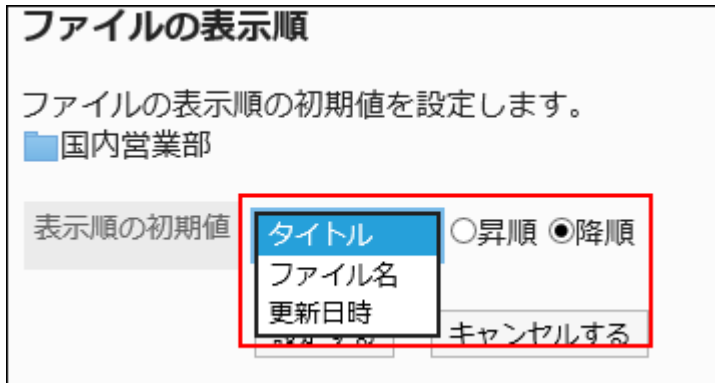 ファイルの表示順
ファイルの表示順の初期値を設定します。
国内営業部
表示順の初期値 タイトル 昇順 降順
ファイル名
更新日時
キャンセルする